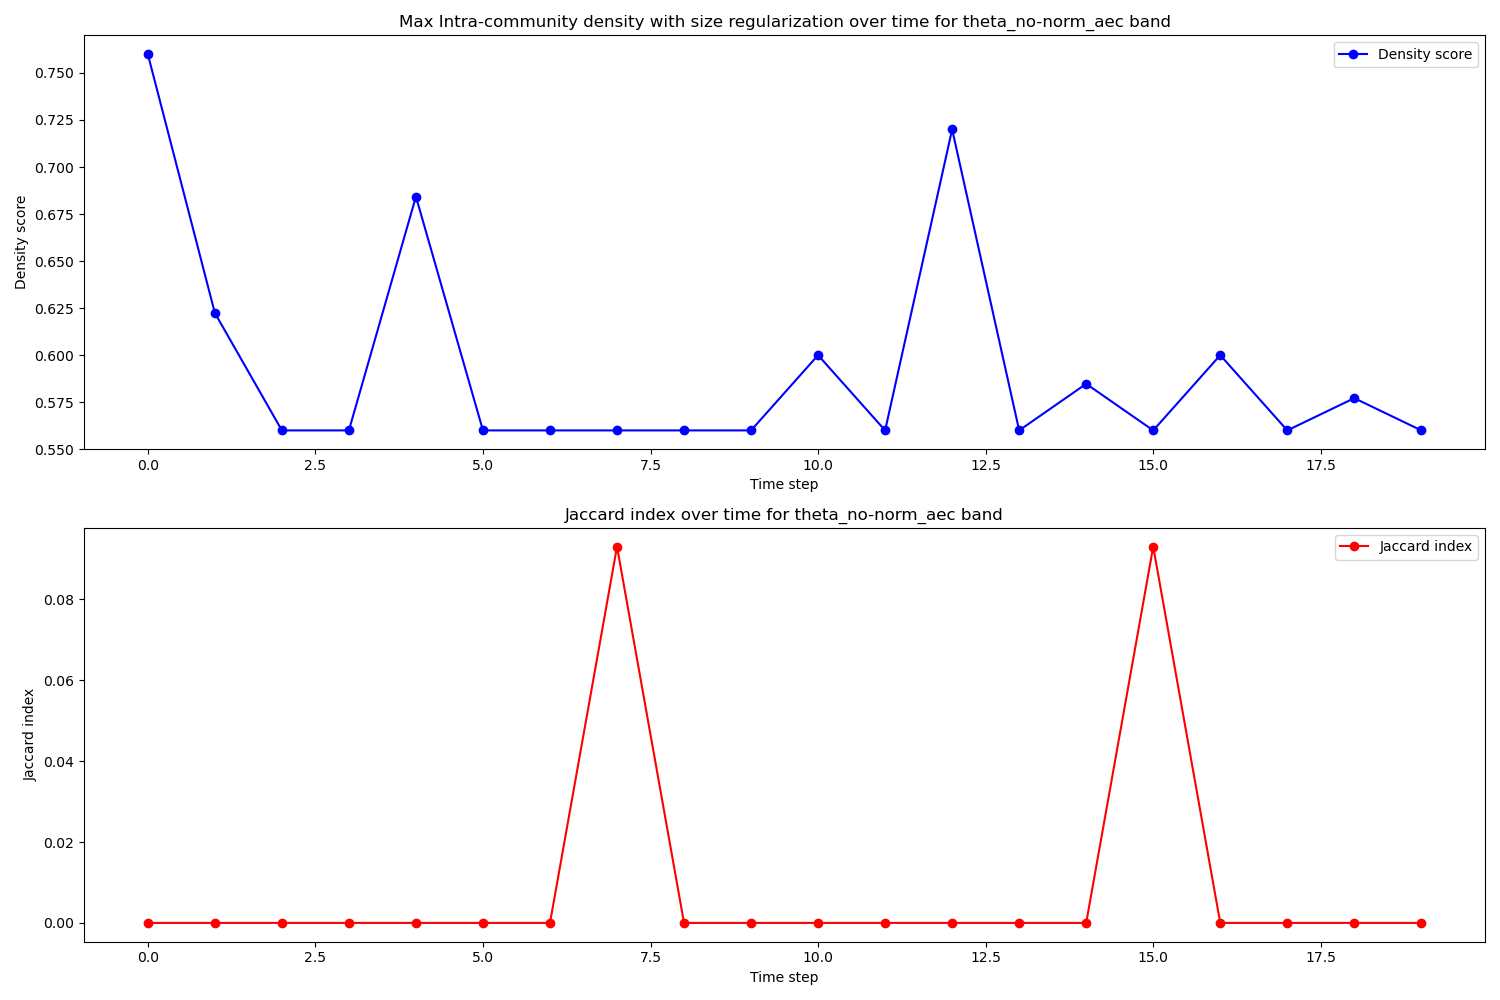 Max Intra-community density with size regularization over time for theta_no-norm_aec band
Density score
0.750
0.725
0.700
0.675
0.650
0.625
0.600
0.575
0.550
Density score
0.0 2.5 5.0 7.5 10.0 12.5 15.0 17.5
Time step
Jaccard index over time for theta_no-norm_aec band
Jaccard index
0.08
0.06
0.04
0.02
0.00
Jaccard index
0.0 2.5 5.0 7.5 10.0 12.5 15.0 17.5
Time step